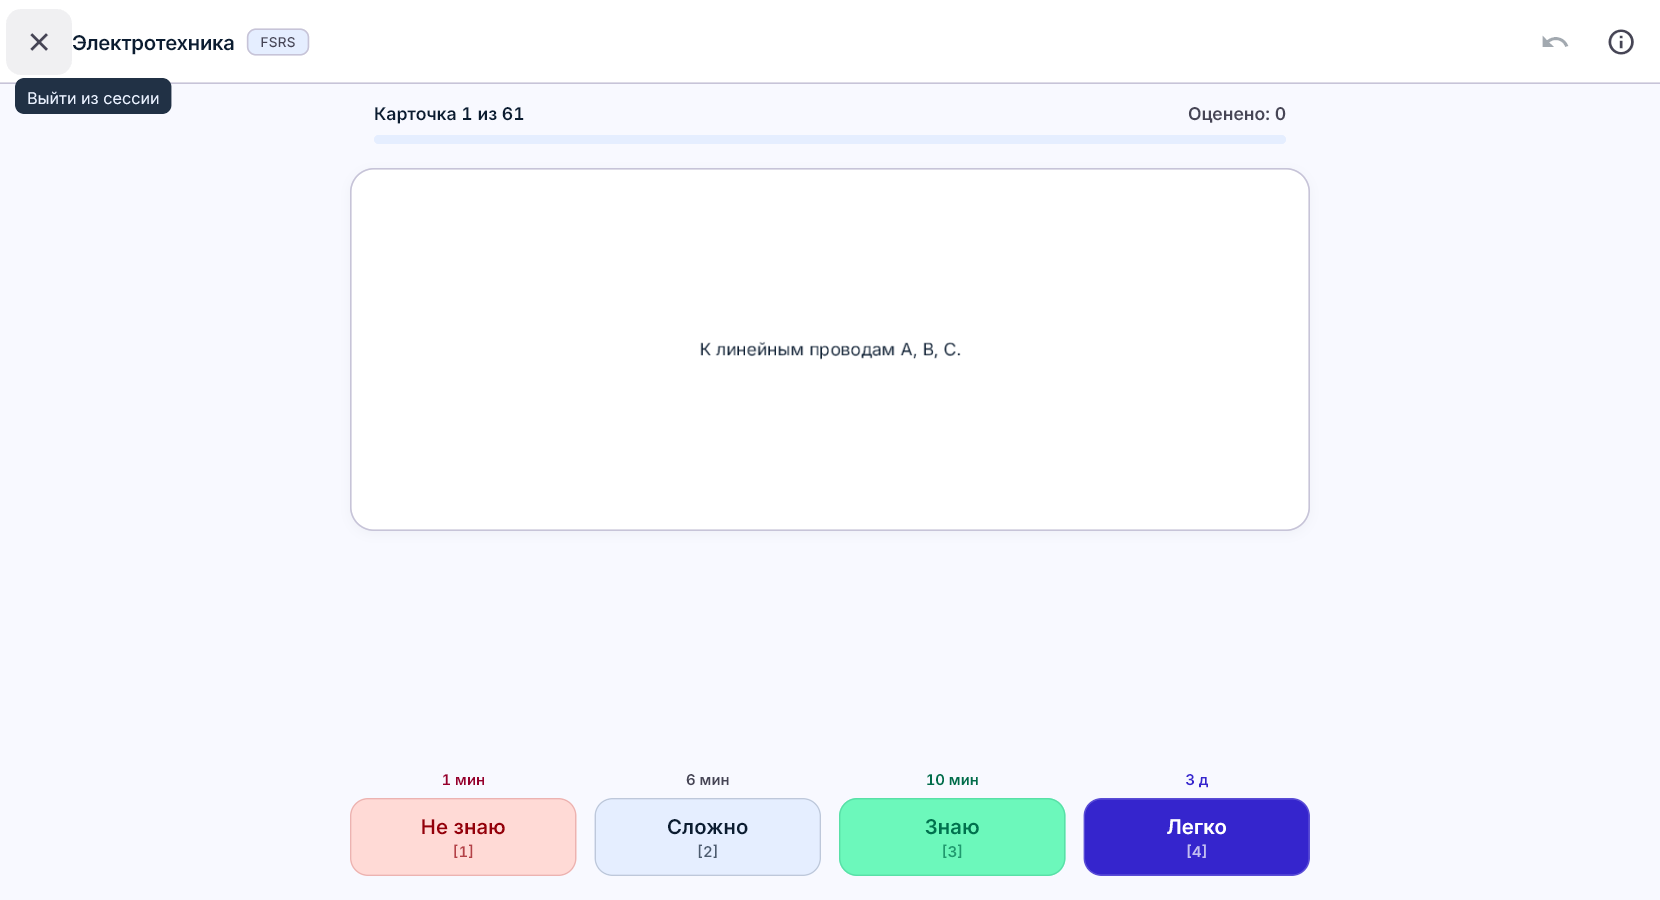 Электротехника FSRS
Выйти из сессии
Карточка 1 из 61
Оценено: 0
К линейным проводам A, B, C.
1 мин
6 мин
10 мин
3 д
Не знаю
[1]
Сложно
[2]
Знаю
[3]
Легко
[4]